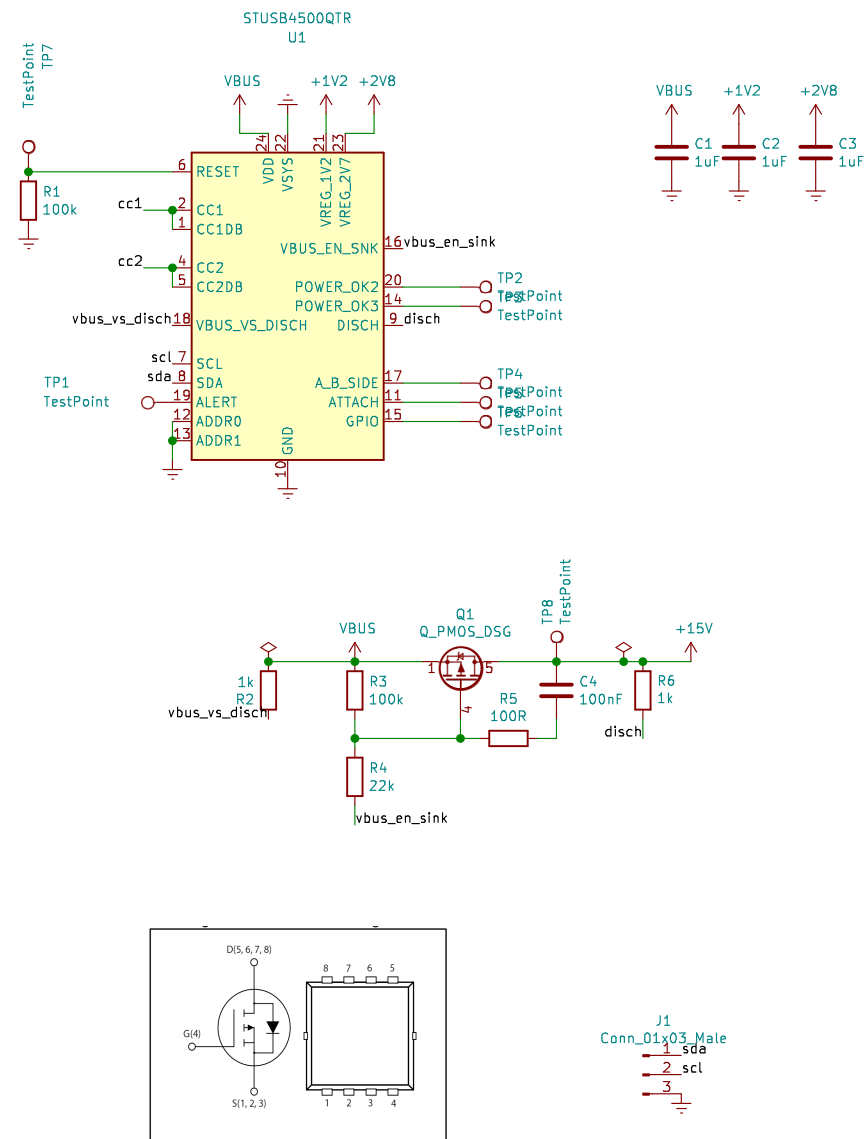 STUSB4500QTR
U1
TestPoint
TP7
VBUS
+1V2
+2V8
24
22
21
23
VDD
VSYS
VREG_1V2
VREG_2V7
6
RESET
R1
100k
cc1
2
CC1
1
CC1DB
cc2
4
CC2
5
CC2DB
vbus_vs_disch
18
VBUS_VS_DISCH
scl
7
SCL
sda
8
SDA
TP1
TestPoint
19
ALERT
12
ADDR0
13
ADDR1
GND
10
VBUS_EN_SNK
16
vbus_en_sink
POWER_OK2
20
TP2
TestPoint
POWER_OK3
14
TP3
TestPoint
DISCH
9
disch
A_B_SIDE
17
TP4
TestPoint
ATTACH
11
TP5
TestPoint
GPIO
15
TP6
TestPoint
VBUS
+1V2
+2V8
C1
1uF
C2
1uF
C3
1uF
VBUS
Q1
Q_PMOS_DSG
1
5
4
TP8
TestPoint
+15V
1k
R2
vbus_vs_disch
R3
100k
R5
100R
C4
100nF
R6
1k
disch
R4
22k
vbus_en_sink
D(5, 6, 7, 8)
G(4)
S(1, 2, 3)
8 7 6 5
1 2 3 4
J1
Conn_01x03_Male
1
sda
2
scl
3